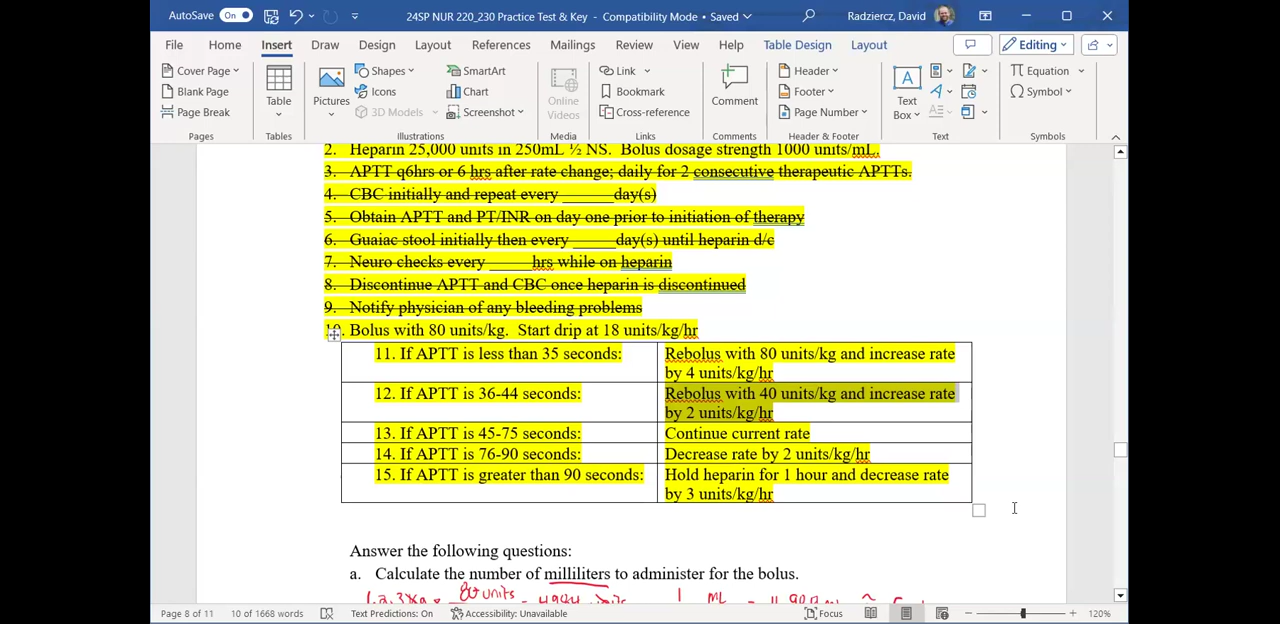 AutoSave On 24SP NUR 220_230 Practice Test & Key - Compatibility Mode • Saved Radziercz, David
File Home Insert Draw Design Layout References Mailings Review View Help Table Design Layout Editing
Cover Page
Blank Page
Page Break
Pages
Table
Tables
Pictures
Shapes
Icons
3D Models
SmartArt
Chart
Screenshot
Illustrations
Online Videos
Media
Link
Bookmark
Cross-reference
Links
Comment
Comments
Header
Footer
Page Number
Header & Footer
Text Box
Text
Equation
Symbol
Symbols
2. Heparin 25,000 units in 250mL ½ NS. Bolus dosage strength 1000 units/mL.
3. APTT q6hrs or 6 hrs after rate change; daily for 2 consecutive therapeutic APTTs.
4. CBC initially and repeat every ______day(s)
5. Obtain APTT and PT/INR on day one prior to initiation of therapy
6. Guaiac stool initially then every _____day(s) until heparin d/c
7. Neuro checks every _____hrs while on heparin
8. Discontinue APTT and CBC once heparin is discontinued
9. Notify physician of any bleeding problems
10. Bolus with 80 units/kg. Start drip at 18 units/kg/hr
11. If APTT is less than 35 seconds: Rebolus with 80 units/kg and increase rate
by 4 units/kg/hr
12. If APTT is 36-44 seconds: Rebolus with 40 units/kg and increase rate
by 2 units/kg/hr
13. If APTT is 45-75 seconds: Continue current rate
14. If APTT is 76-90 seconds: Decrease rate by 2 units/kg/hr
15. If APTT is greater than 90 seconds: Hold heparin for 1 hour and decrease rate
by 3 units/kg/hr
Answer the following questions:
a. Calculate the number of milliliters to administer for the bolus.
80 units
Page 8 of 11 10 of 1668 words Text Predictions: On Accessibility: Unavailable Focus 120%